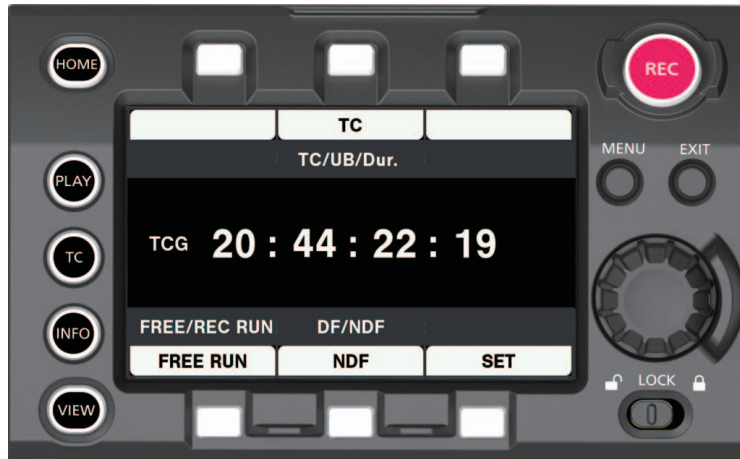 HOME
REC
TC
MENU
EXIT
TC/UB/Dur.
PLAY
TCG 20 : 44 : 22 : 19
TC
INFO
FREE/REC RUN
DF/NDF
FREE RUN
NDF
SET
LOCK
VIEW